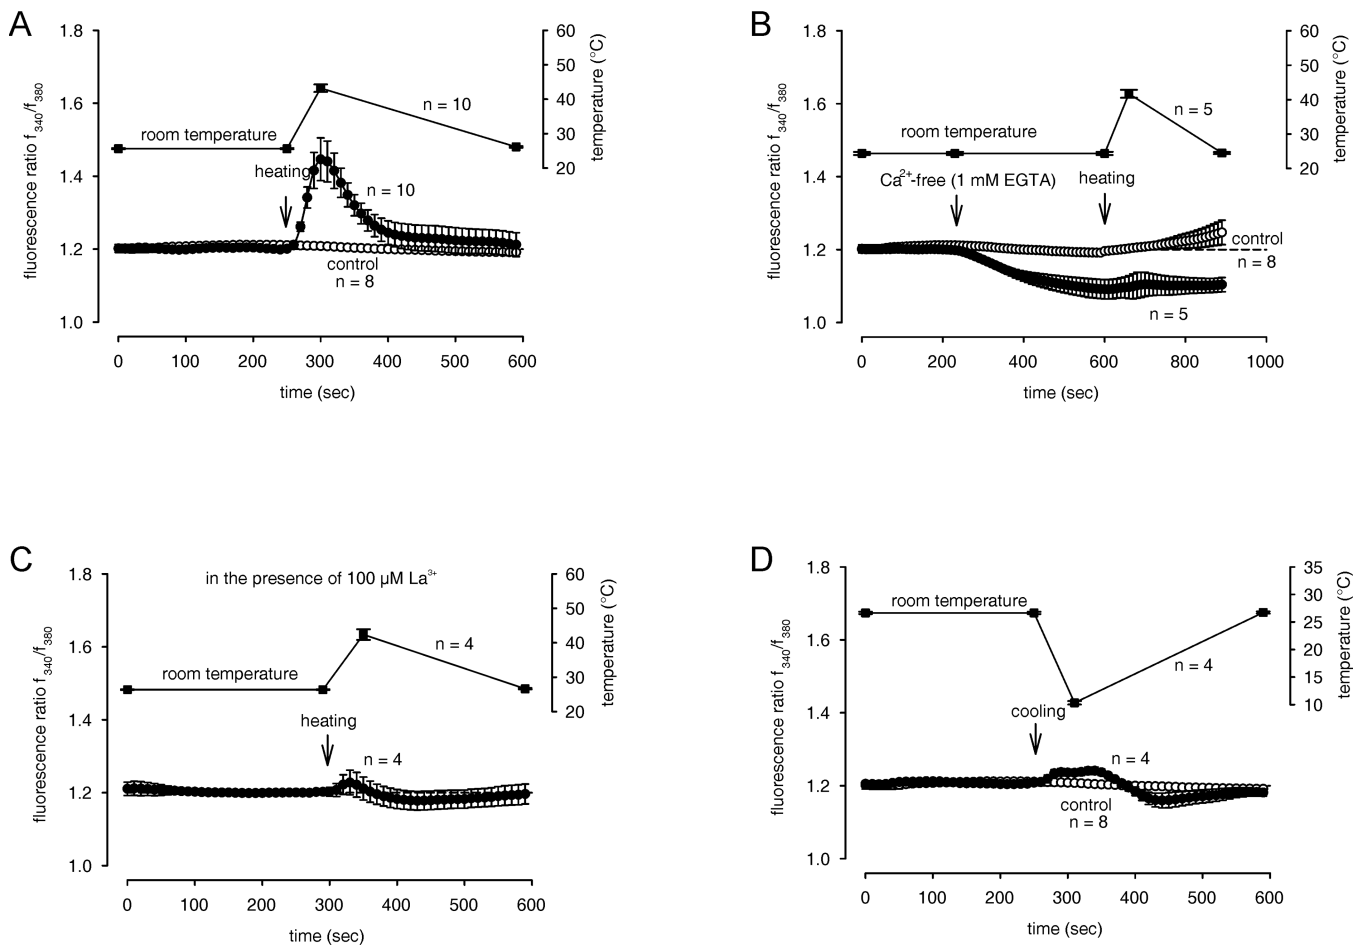 A
1.8
1.6
1.4
1.2
1.0
fluorescence ratio f340/f380
60
50
40
30
20
temperature (°C)
n = 10
room temperature
heating
n = 10
control
n = 8
0 100 200 300 400 500 600
time (sec)
B
1.8
1.6
1.4
1.2
1.0
fluorescence ratio f340/f380
60
50
40
30
20
temperature (°C)
n = 5
room temperature
Ca2+-free (1 mM EGTA)
heating
control
n = 8
n = 5
0 200 400 600 800 1000
time (sec)
C
in the presence of 100 µM La3+
1.8
1.6
1.4
1.2
1.0
fluorescence ratio f340/f380
60
50
40
30
20
temperature (°C)
n = 4
room temperature
heating
n = 4
0 100 200 300 400 500 600
time (sec)
D
1.8
1.6
1.4
1.2
1.0
fluorescence ratio f340/f380
35
30
25
20
15
10
temperature (°C)
room temperature
n = 4
cooling
n = 4
control
n = 8
0 100 200 300 400 500 600
time (sec)